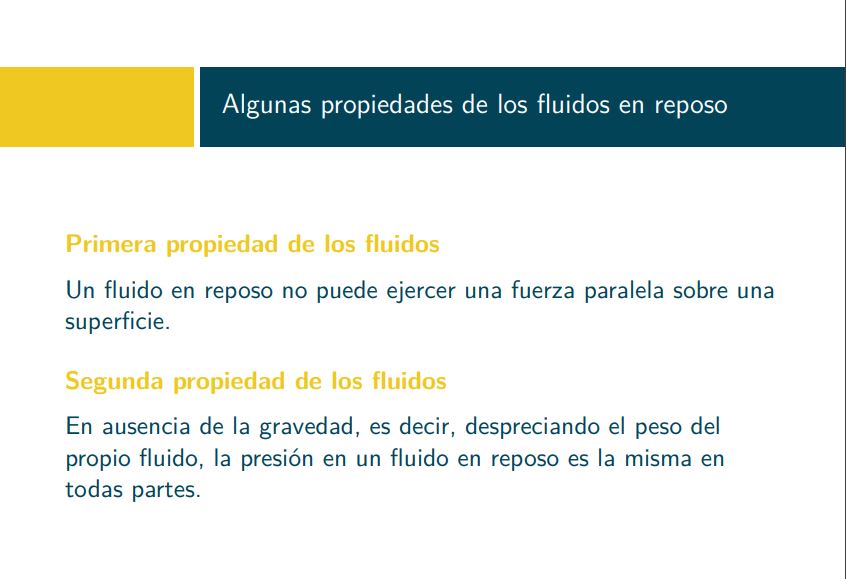 Algunas propiedades de los fluidos en reposo
Primera propiedad de los fluidos
Un fluido en reposo no puede ejercer una fuerza paralela sobre una
superficie.
Segunda propiedad de los fluidos
En ausencia de la gravedad, es decir, despreciando el peso del
propio fluido, la presión en un fluido en reposo es la misma en
todas partes.